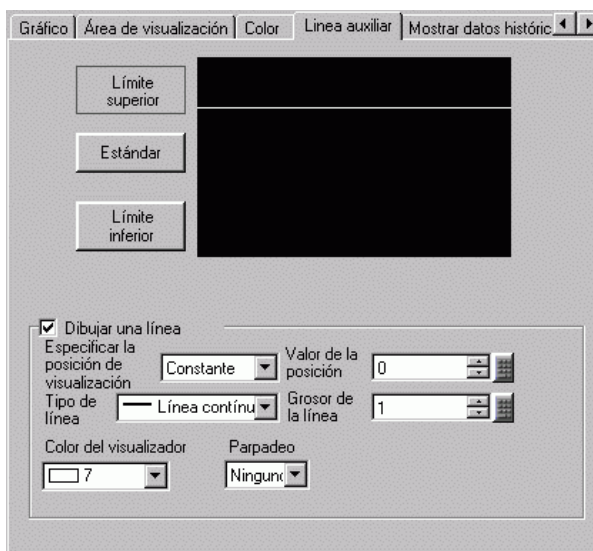 Gráfico Área de visualización Color Linea auxiliar Mostrar datos históric
Límite
superior
Estándar
Límite
inferior
Dibujar una línea
Especificar la
posición de
visualización
Constante
Valor de la
posición
0
Tipo de
línea
Línea contínu
Grosor de
la línea
1
Color del visualizador
7
Parpadeo
Ningun